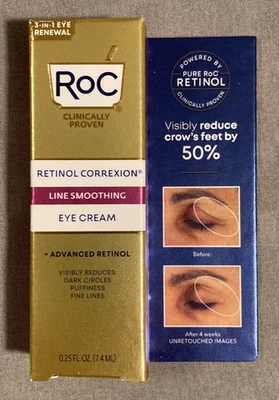 3-IN-1 EYE
RENEWAL
RoC
CLINICALLY
PROVEN
RETINOL CORREXION®
LINE SMOOTHING
EYE CREAM
+ ADVANCED RETINOL
VISIBLY REDUCES:
DARK CIRCLES
PUFFINESS
FINE LINES
0.25 FL OZ (7.4 ML)
POWERED BY
PURE RoC®
RETINOL
CLINICALLY PROVEN
Visibly reduce
crow's feet by
50%
Before
After 4 weeks
UNRETOUCHED IMAGES